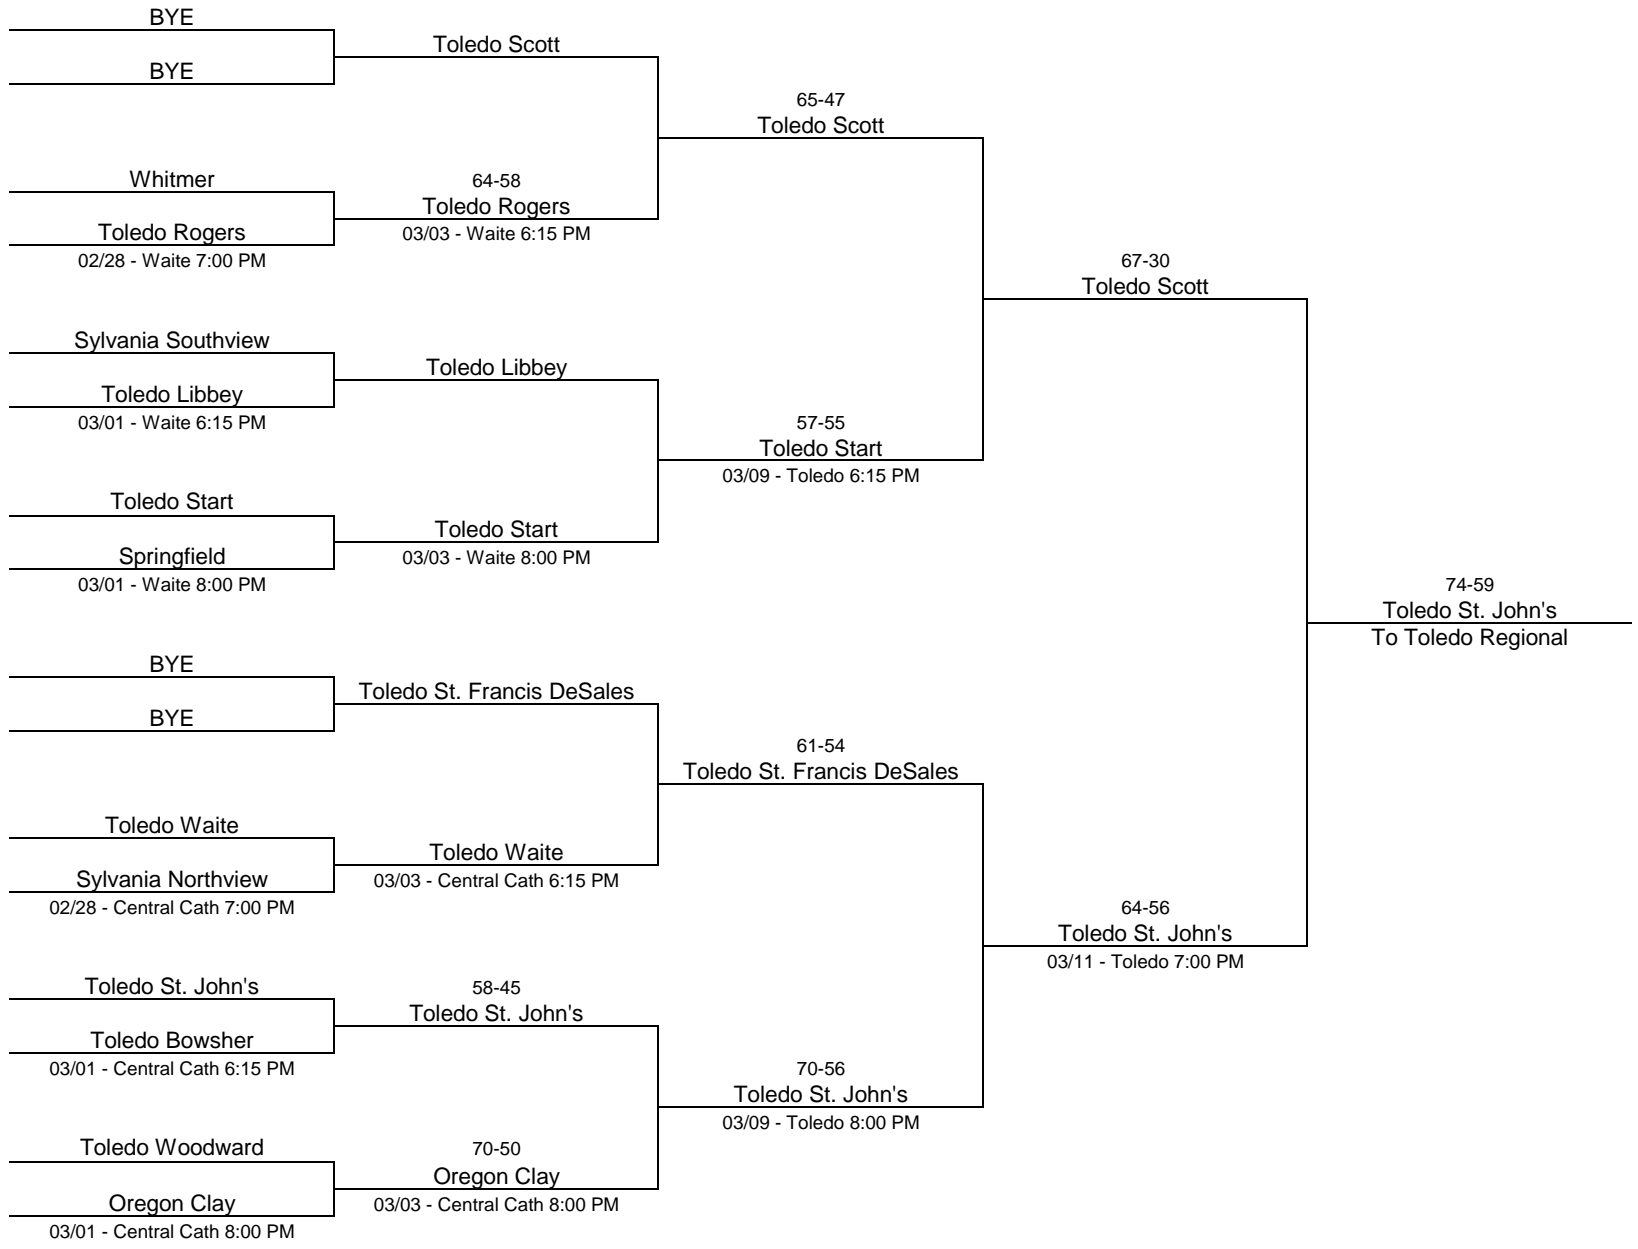 BYE
BYE
Whitmer
Toledo Rogers
02/28 - Waite 7:00 PM
Sylvania Southview
Toledo Libbey
03/01 - Waite 6:15 PM
Toledo Start
Springfield
03/01 - Waite 8:00 PM
BYE
BYE
Toledo Waite
Sylvania Northview
02/28 - Central Cath 7:00 PM
Toledo St. John's
Toledo Bowsher
03/01 - Central Cath 6:15 PM
Toledo Woodward
Oregon Clay
03/01 - Central Cath 8:00 PM
Toledo Scott
64-58
Toledo Rogers
03/03 - Waite 6:15 PM
Toledo Libbey
Toledo Start
03/03 - Waite 8:00 PM
Toledo St. Francis DeSales
Toledo Waite
03/03 - Central Cath 6:15 PM
58-45
Toledo St. John's
70-50
Oregon Clay
03/03 - Central Cath 8:00 PM
65-47
Toledo Scott
57-55
Toledo Start
03/09 - Toledo 6:15 PM
61-54
Toledo St. Francis DeSales
70-56
Toledo St. John's
03/09 - Toledo 8:00 PM
67-30
Toledo Scott
64-56
Toledo St. John's
03/11 - Toledo 7:00 PM
74-59
Toledo St. John's
To Toledo Regional